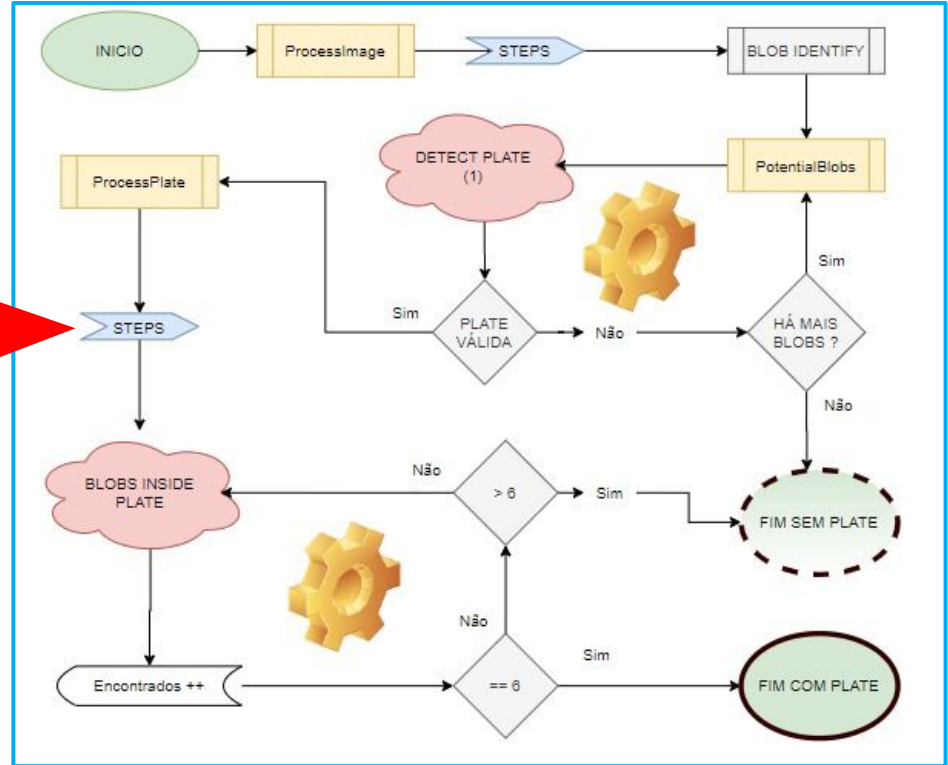 INICIO
ProcessImage
STEPS
BLOB IDENTIFY
DETECT PLATE
(1)
PotentialBlobs
ProcessPlate
Sim
Sim
PLATE
VÁLIDA
Não
HÁ MAIS
BLOBS ?
STEPS
Não
BLOBS INSIDE
PLATE
Não
> 6
Sim
FIM SEM PLATE
Não
Sim
Encontrados ++
== 6
FIM COM PLATE